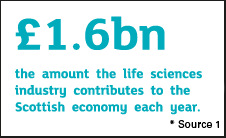 £1.6bn
the amount the life sciences
industry contributes to the
Scottish economy each year.
* Source 1